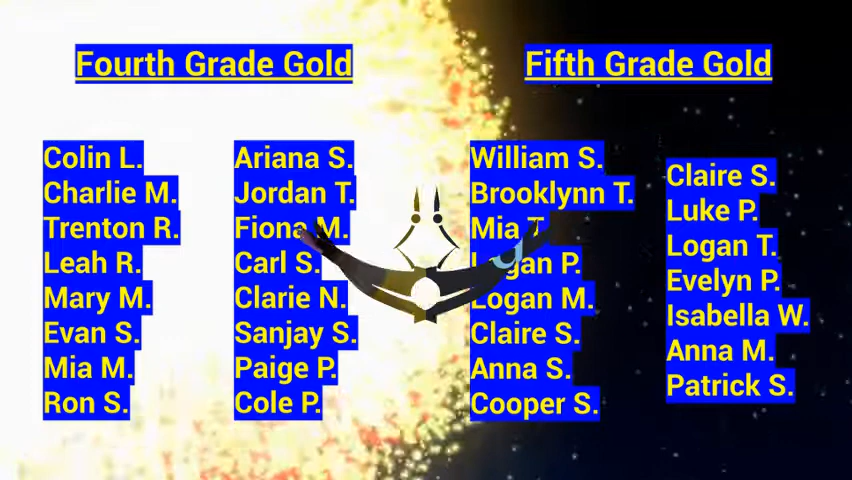 Fourth Grade Gold
Colin L.
Charlie M.
Trenton R.
Leah R.
Mary M.
Evan S.
Mia M.
Ron S.
Ariana S.
Jordan T.
Fiona M.
Carl S.
Clarie N.
Sanjay S.
Paige P.
Cole P.
Fifth Grade Gold
William S.
Brooklynn T.
Mia T.
Logan P.
Logan M.
Claire S.
Anna S.
Cooper S.
Claire S.
Luke P.
Logan T.
Evelyn P.
Isabella W.
Anna M.
Patrick S.